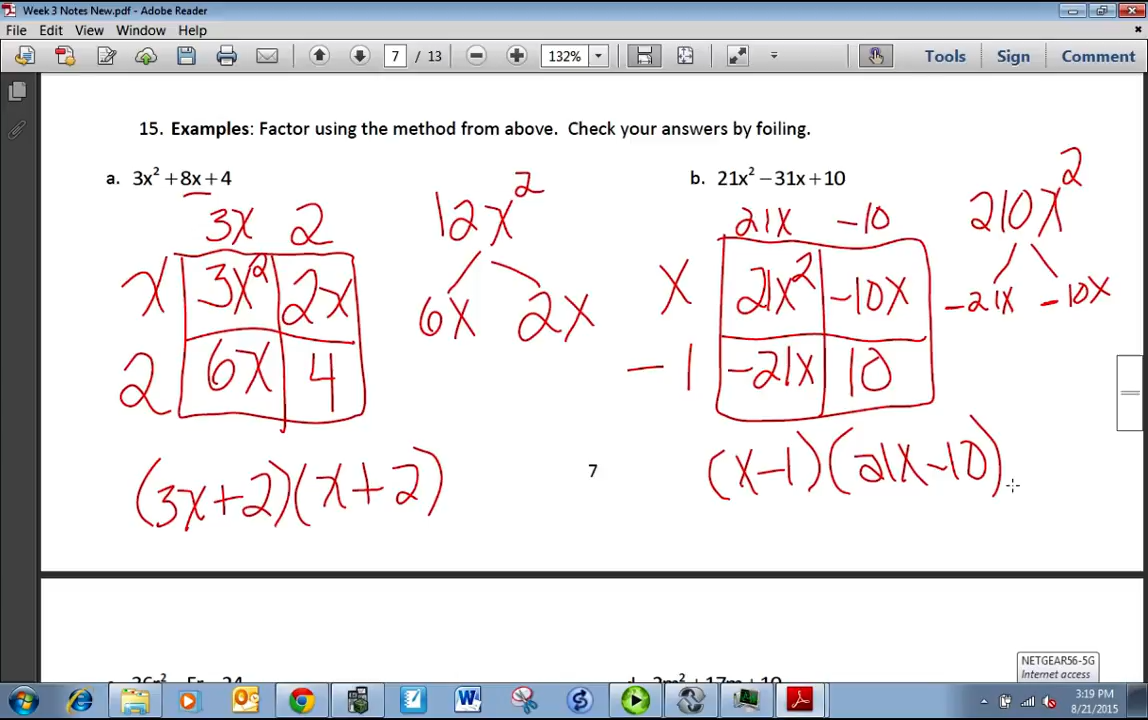 Week 3 Notes New.pdf - Adobe Reader
File Edit View Window Help
7 / 13 132% Tools Sign Comment
15. Examples: Factor using the method from above. Check your answers by foiling.
a. 3x² + 8x + 4
12x²
6x 2x
3x 2
x 3x² 2x
2 6x 4
(3x+2)(x+2)
b. 21x² − 31x + 10
210x²
-21x -10x
21x -10
x 21x² -10x
-1 -21x 10
(x-1)(21x-10)
7
NETGEAR56-5G
Internet access
3:19 PM
8/21/2015